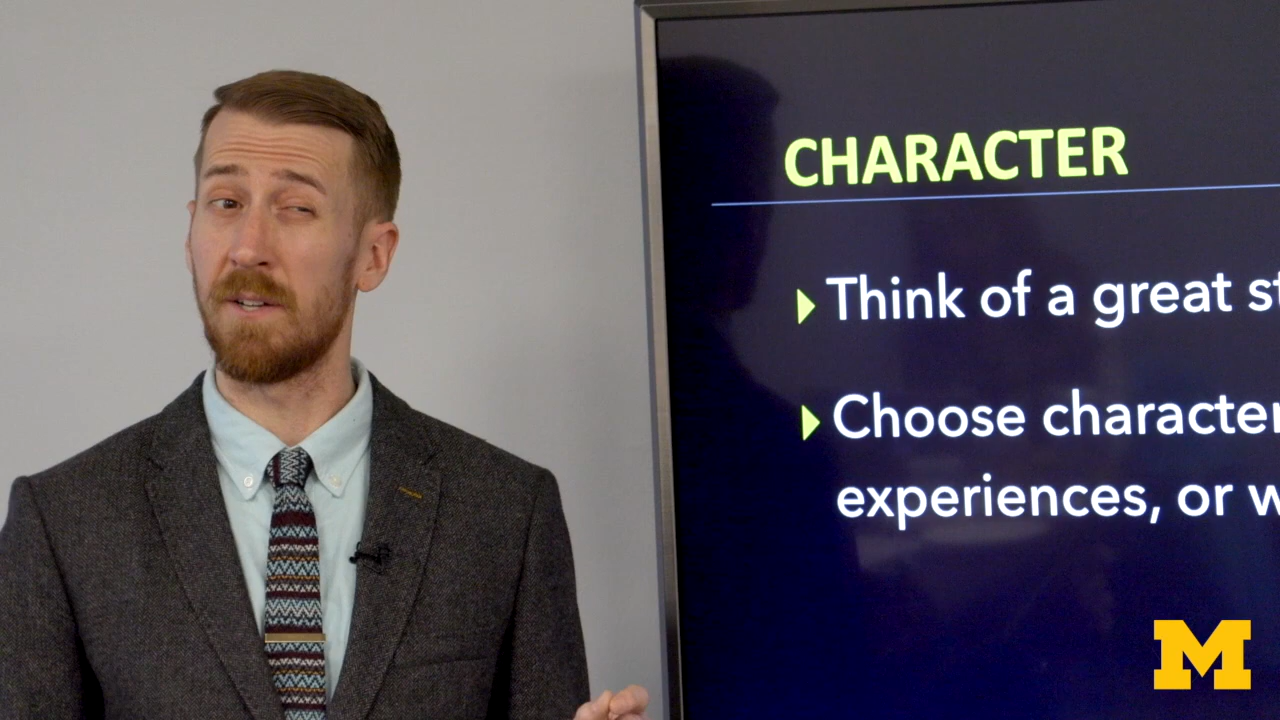 CHARACTER
Think of a great st
Choose character
experiences, or w
M